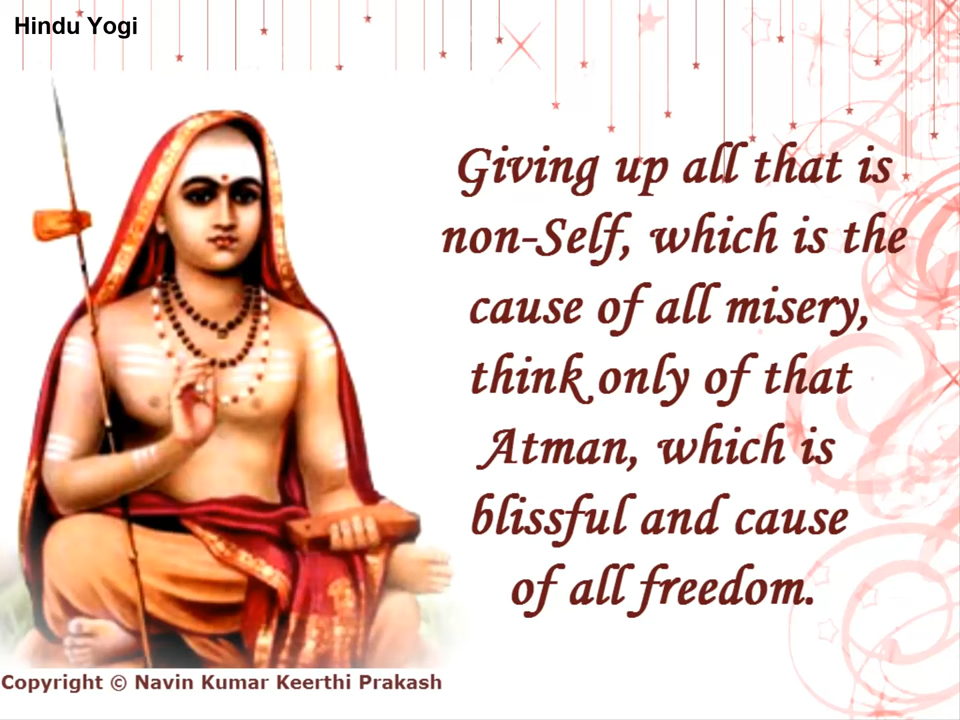 Hindu Yogi
Giving up all that is
non-Self, which is the
cause of all misery,
think only of that
Atman, which is
blissful and cause
of all freedom.
Copyright © Navin Kumar Keerthi Prakash